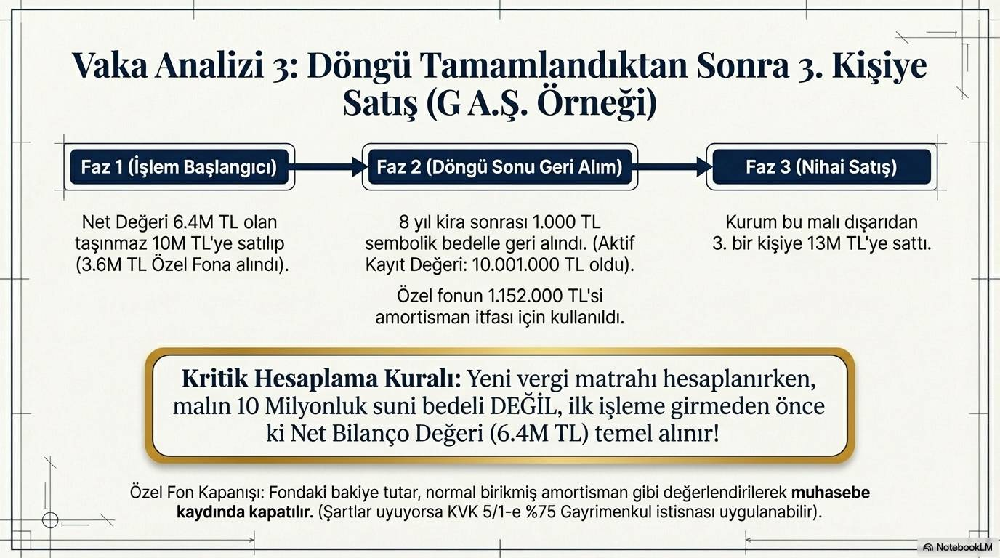 Vaka Analizi 3: Döngü Tamamlandıktan Sonra 3. Kişiye
Satış (G A.Ş. Örneği)
Faz 1 (İşlem Başlangıcı)
Net Değeri 6.4M TL olan
taşınmaz 10M TL'ye satılıp
(3.6M TL Özel Fona alındı).
Faz 2 (Döngü Sonu Geri Alım)
8 yıl kira sonrası 1.000 TL
sembolik bedelle geri alındı. (Aktif
Kayıt Değeri: 10.001.000 TL oldu).
Özel fonun 1.152.000 TL'si
amortisman itfası için kullanıldı.
Faz 3 (Nihai Satış)
Kurum bu malı dışarıdan
3. bir kişiye 13M TL'ye sattı.
Kritik Hesaplama Kuralı: Yeni vergi matrahı hesaplanırken,
malın 10 Milyonluk suni bedeli DEĞİL, ilk işleme girmeden önce
ki Net Bilanço Değeri (6.4M TL) temel alınır!
Özel Fon Kapanışı: Fondaki bakiye tutar, normal birikmiş amortisman gibi değerlendirilerek muhasebe
kaydında kapatılır. (Şartlar uyuyorsa KVK 5/1-e %75 Gayrimenkul istisnası uygulanabilir).
NotebookLM